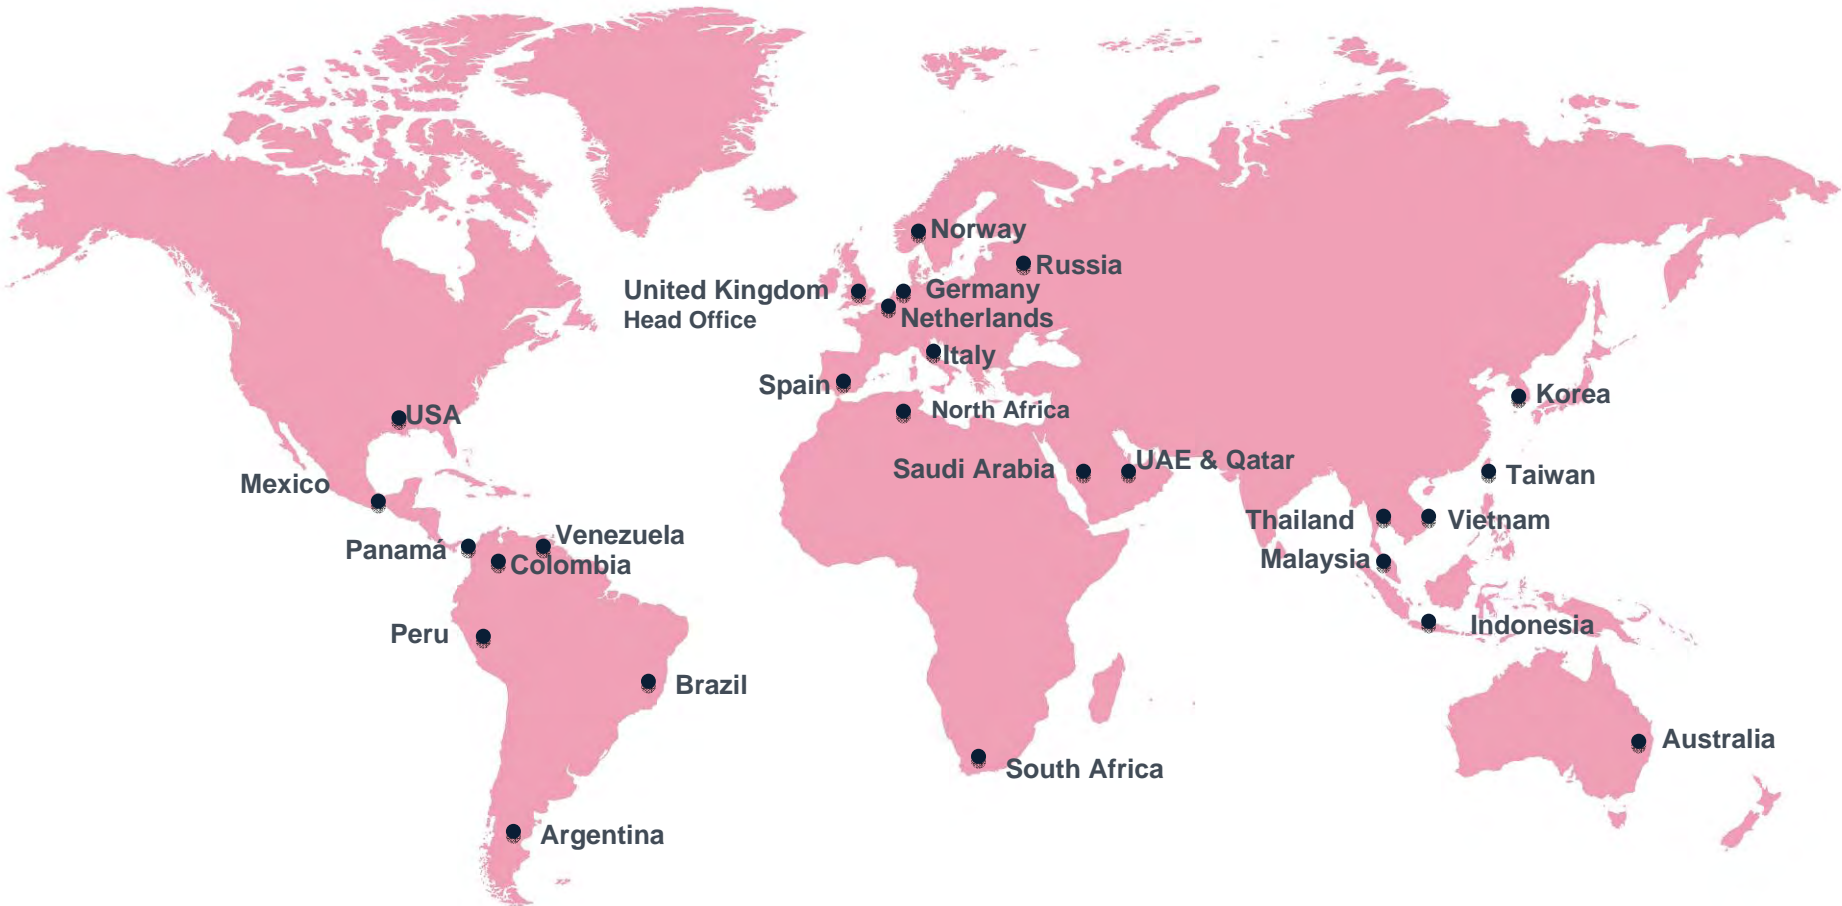 Norway
Russia
United Kingdom
Head Office
Germany
Netherlands
Italy
Spain
Korea
North Africa
USA
UAE & Qatar
Saudi Arabia
Taiwan
Mexico
Thailand
Vietnam
Venezuela
Panamá
Colombia
Malaysia
Indonesia
Peru
Brazil
Australia
South Africa
Argentina